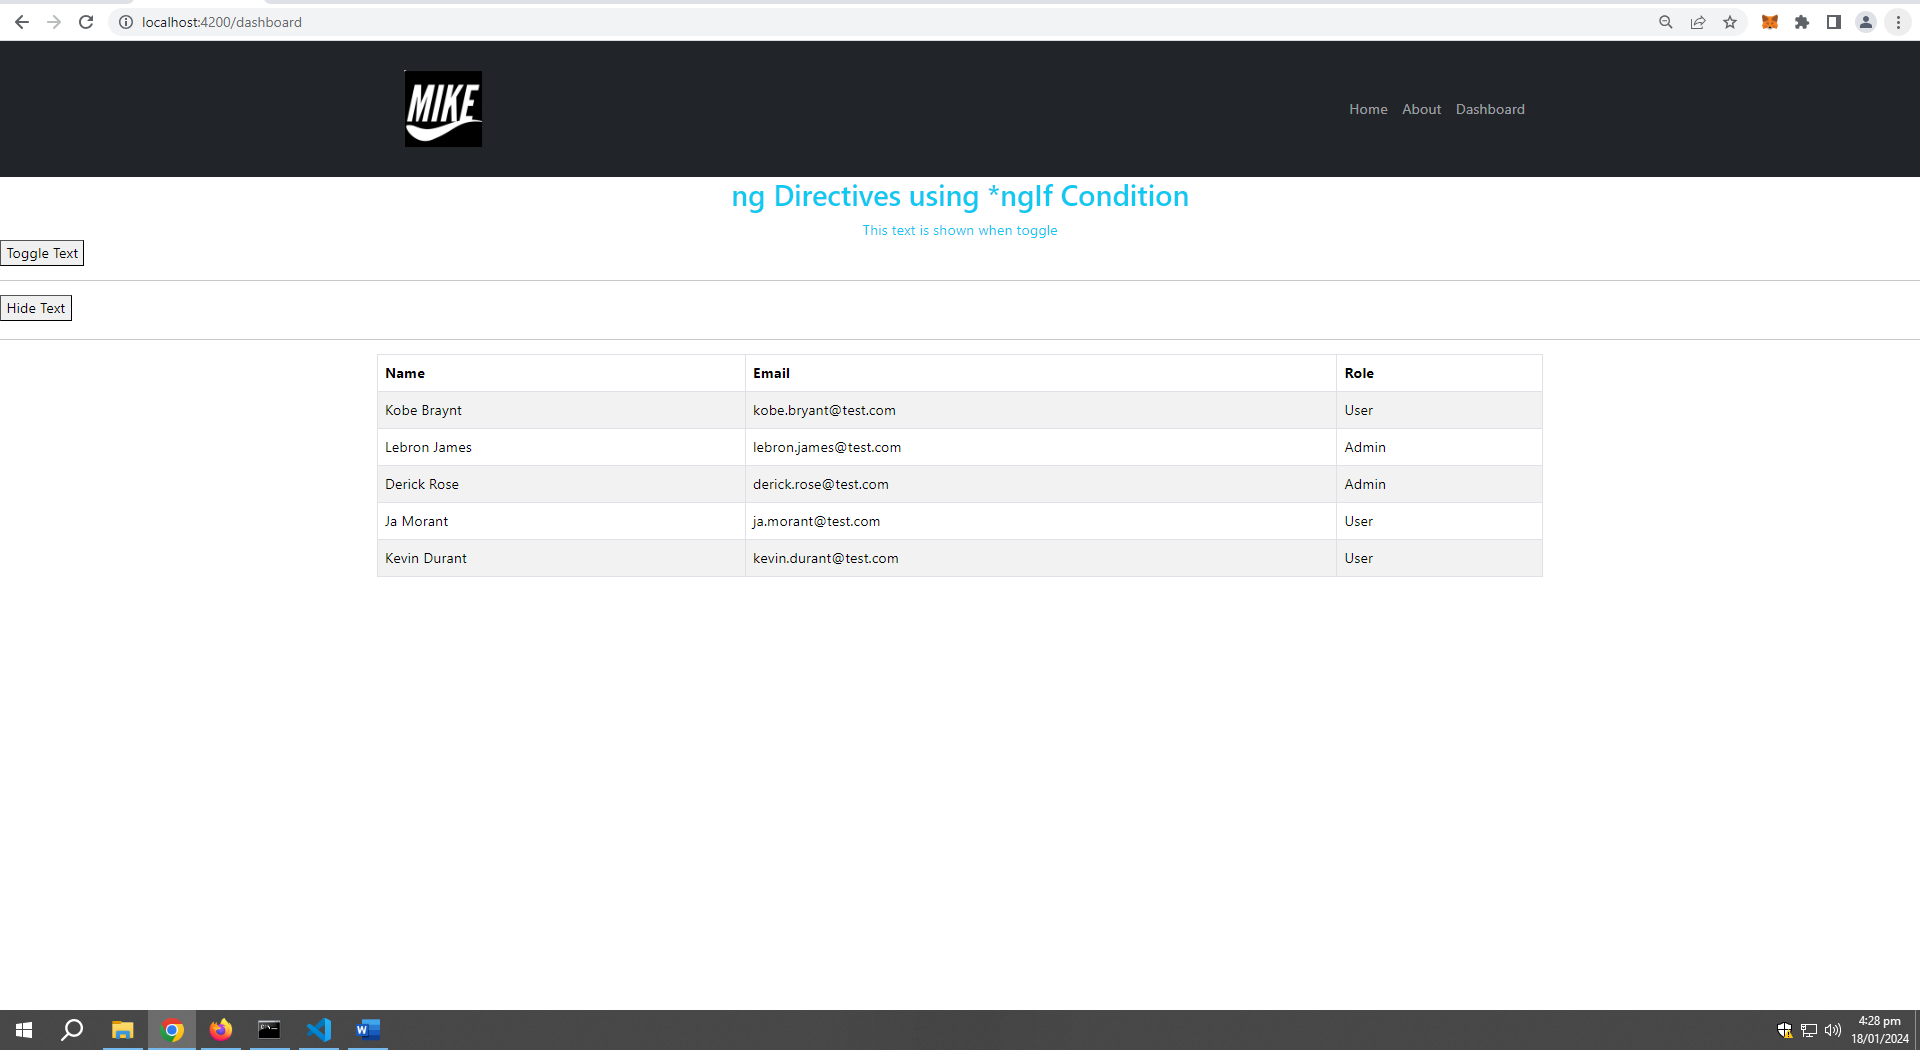 localhost:4200/dashboard
MIKE
Home About Dashboard
ng Directives using *ngIf Condition
This text is shown when toggle
Toggle Text
Hide Text
Name Email Role
Kobe Braynt kobe.bryant@test.com User
Lebron James lebron.james@test.com Admin
Derick Rose derick.rose@test.com Admin
Ja Morant ja.morant@test.com User
Kevin Durant kevin.durant@test.com User
4:28 pm
18/01/2024